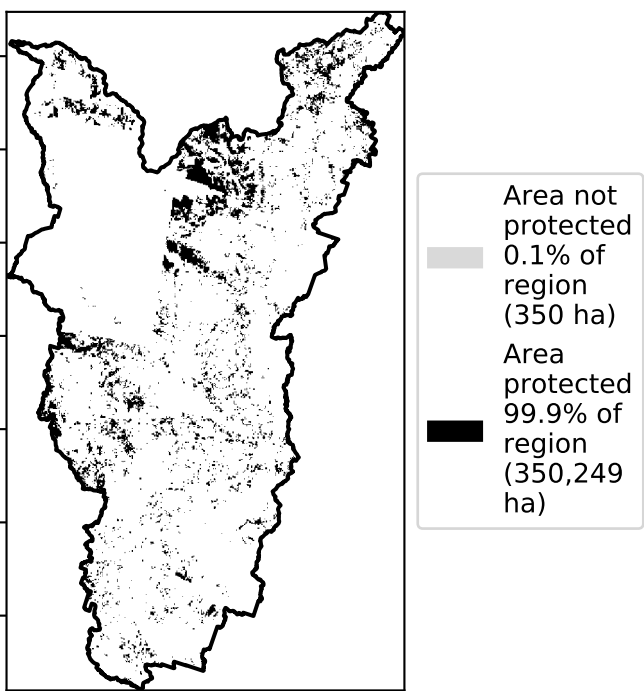 Area not
protected
0.1% of
region
(350 ha)
Area
protected
99.9% of
region
(350,249
ha)